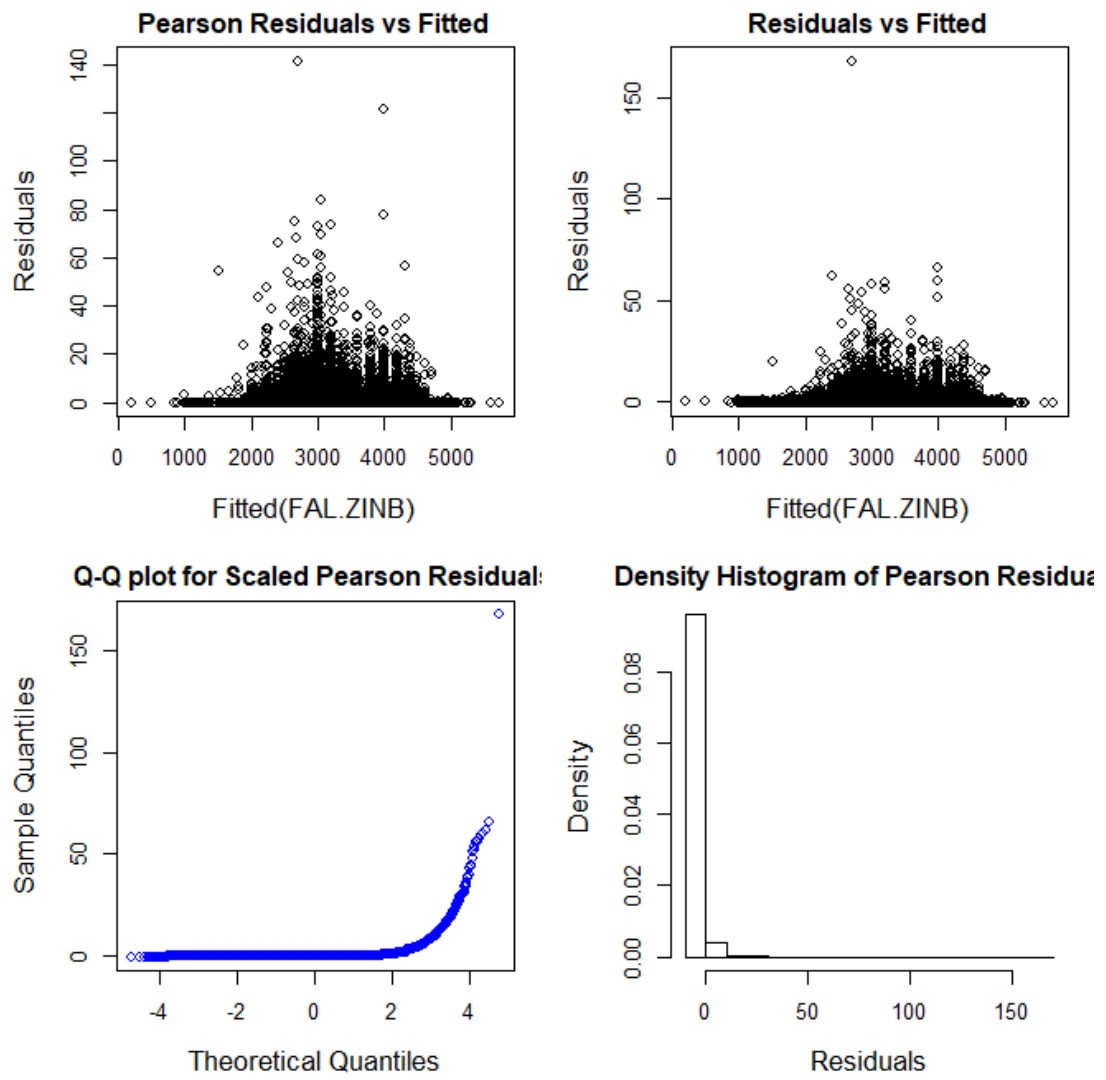 Pearson Residuals vs Fitted
Residuals
0 20 40 60 80 100 140
0 1000 2000 3000 4000 5000
Fitted(FAL.ZINB)
Residuals vs Fitted
Residuals
0 50 100 150
0 1000 2000 3000 4000 5000
Fitted(FAL.ZINB)
Q-Q plot for Scaled Pearson Residuals
Sample Quantiles
0 50 100 150
-4 -2 0 2 4
Theoretical Quantiles
Density Histogram of Pearson Residua
Density
0.00 0.02 0.04 0.06 0.08
0 50 100 150
Residuals